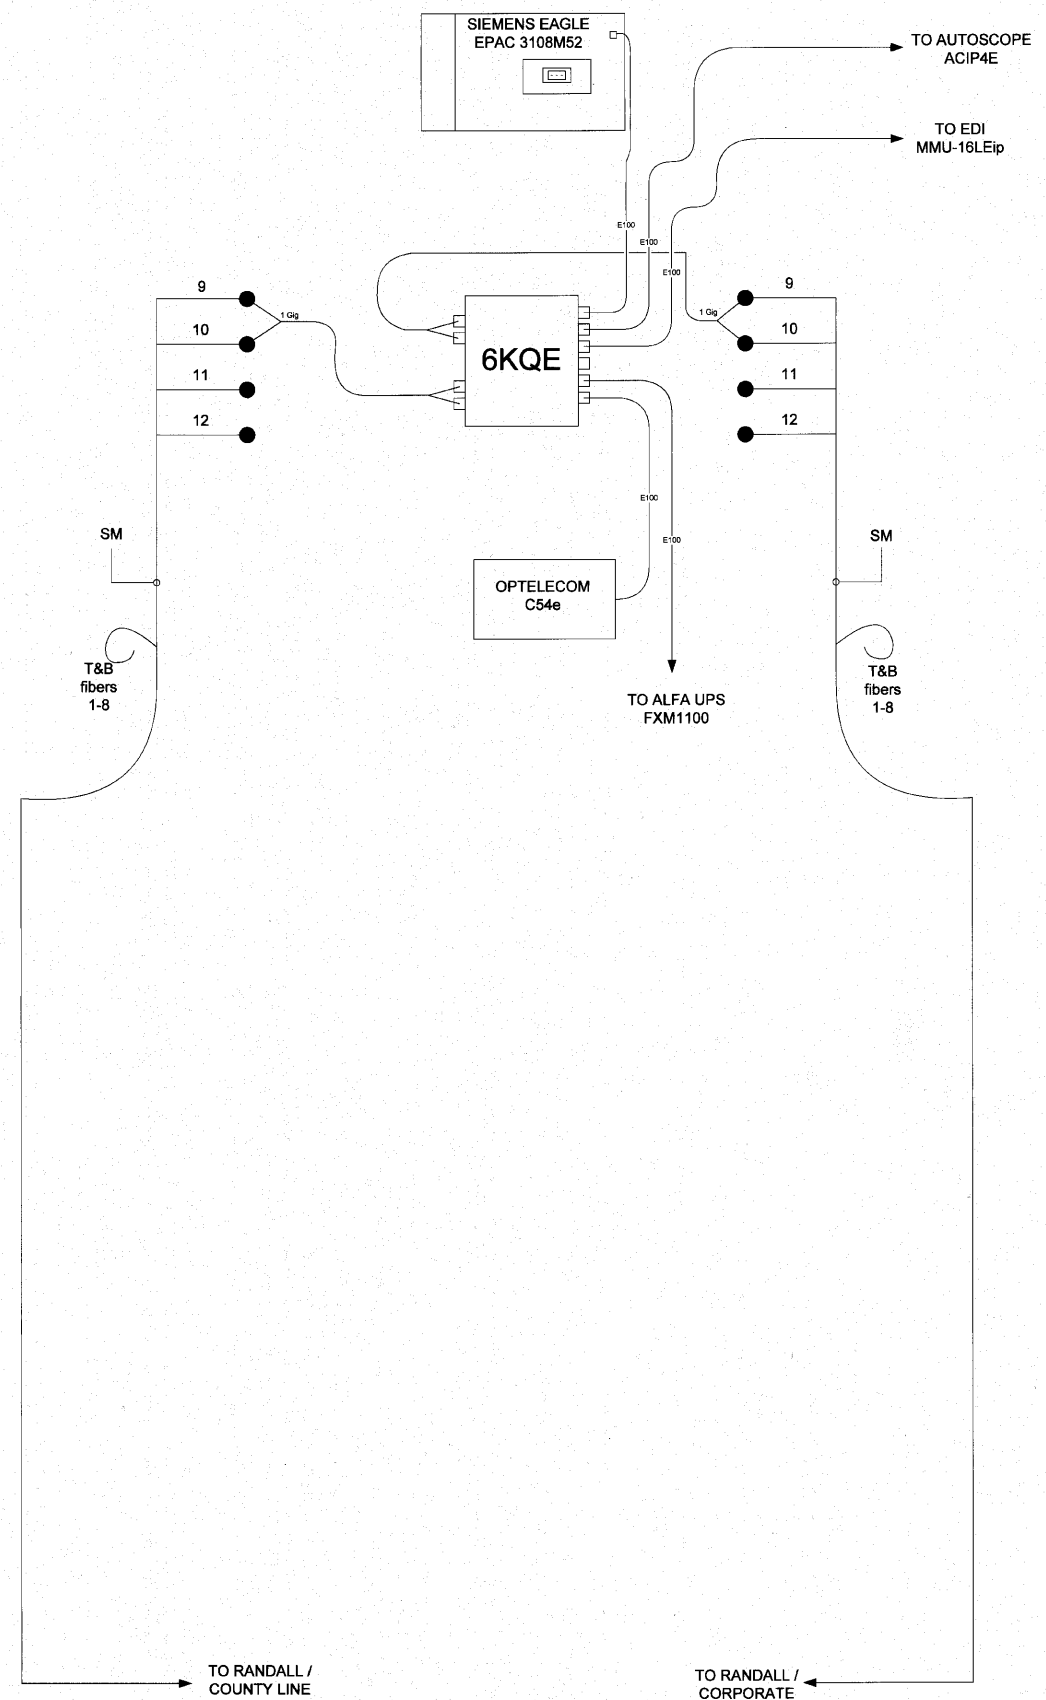 SIEMENS EAGLE
EPAC 3108M52
TO AUTOSCOPE
ACIP4E
TO EDI
MMU-16LEip
E100
E100
E100
9
10
11
12
1 Gig
6KQE
1 Gig
9
10
11
12
E100
E100
SM
SM
OPTELECOM
C54e
T&B
fibers
1-8
T&B
fibers
1-8
TO ALFA UPS
FXM1100
TO RANDALL /
COUNTY LINE
TO RANDALL /
CORPORATE